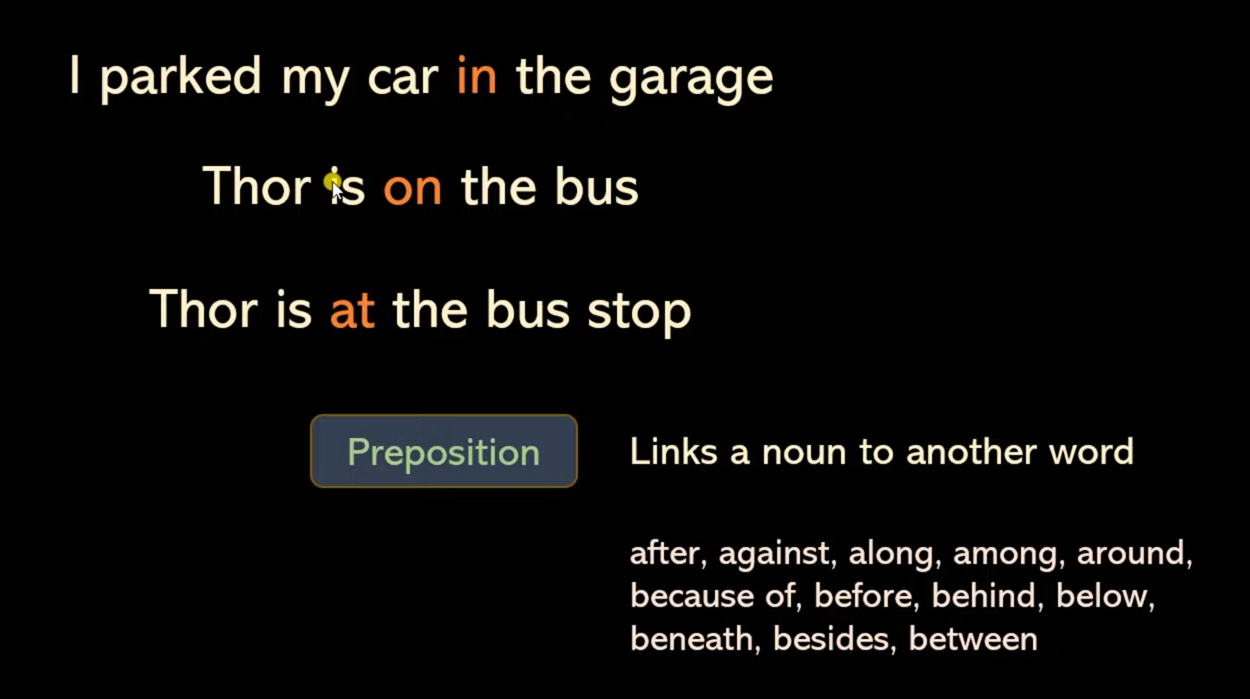 I parked my car in the garage
Thor is on the bus
Thor is at the bus stop
Preposition
Links a noun to another word
after, against, along, among, around,
because of, before, behind, below,
beneath, besides, between